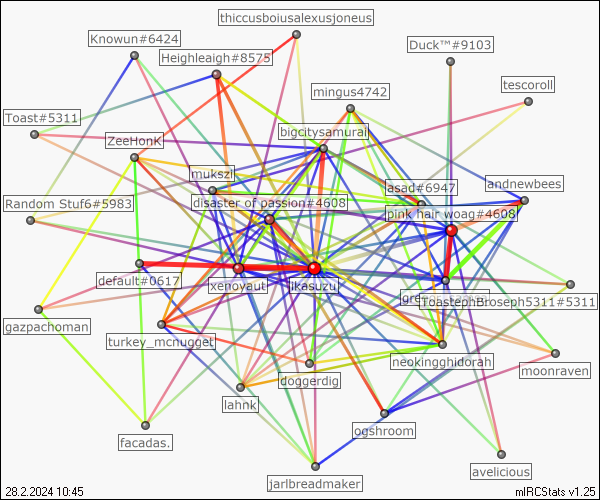 thiccusboiusalexusjoneus
Knowun#6424
Duck™#9103
Heighleaigh#8575
tescoroll
mingus4742
Toast#5311
bigcitysamurai
ZeeHonK
mukszl
asad#6947
andnewbees
Random Stuf6#5983
disaster of passion#4608
pink hair woag#4608
default#0617
xenoyaut
ikasuzu
ToastephBroseph5311#5311
gazpachoman
turkey_mcnugget
neokingghidorah
moonraven
doggerdig
lahnk
ogshroom
facadas.
avelicious
jarlbreadmaker
28.2.2024 10:45
mIRCStats v1.25